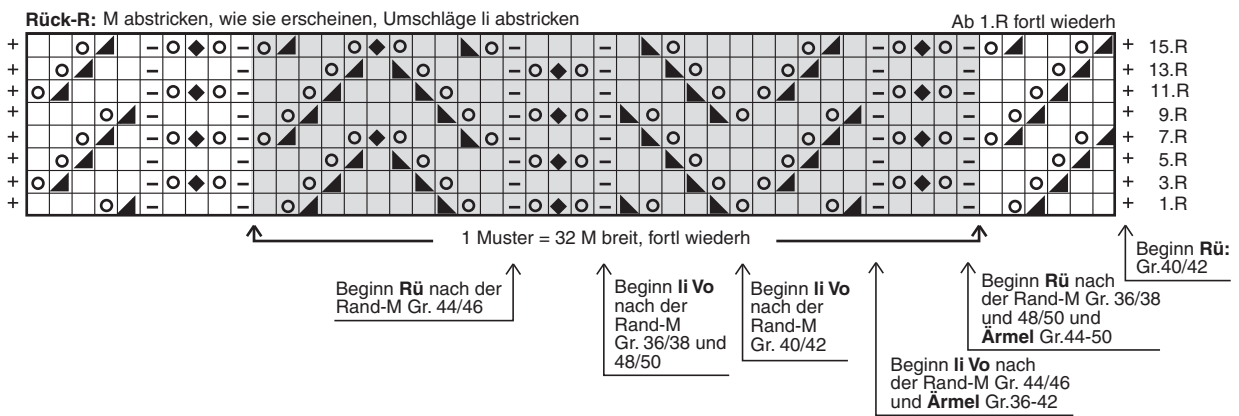 Rück-R: M abstricken, wie sie erscheinen, Umschläge li abstricken
Ab 1.R fortl wiederh
15.R
13.R
11.R
9.R
7.R
5.R
3.R
1.R
1 Muster = 32 M breit, fortl wiederh
Beginn Rü nach der
Rand-M Gr. 44/46
Beginn li Vo
nach der
Rand-M
Gr. 36/38 und
48/50
Beginn li Vo
nach der
Rand-M
Gr. 40/42
Beginn li Vo nach
der Rand-M Gr. 44/46
und Ärmel Gr.36-42
Beginn Rü nach
der Rand-M Gr. 36/38
und 48/50 und
Ärmel Gr.44-50
Beginn Rü:
Gr.40/42